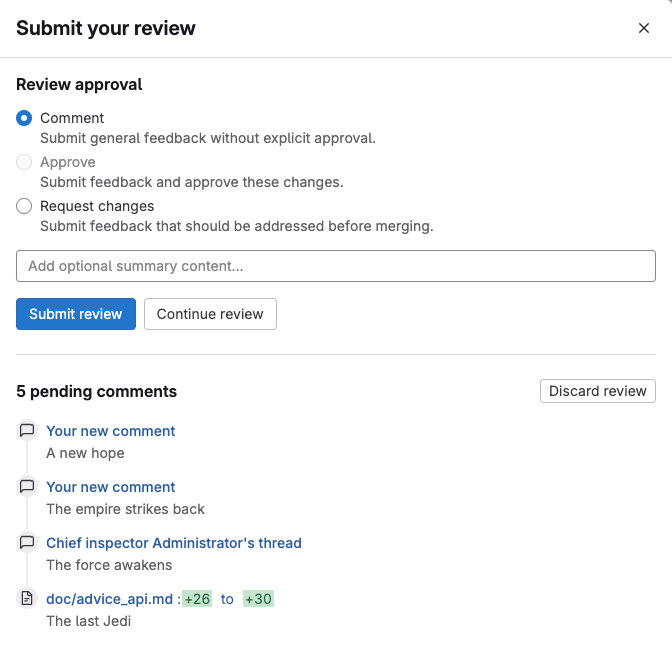 Submit your review
Review approval
Comment
Submit general feedback without explicit approval.
Approve
Submit feedback and approve these changes.
Request changes
Submit feedback that should be addressed before merging.
Add optional summary content...
Submit review Continue review
5 pending comments Discard review
Your new comment
A new hope
Your new comment
The empire strikes back
Chief inspector Administrator's thread
The force awakens
doc/advice_api.md : +26 to +30
The last Jedi